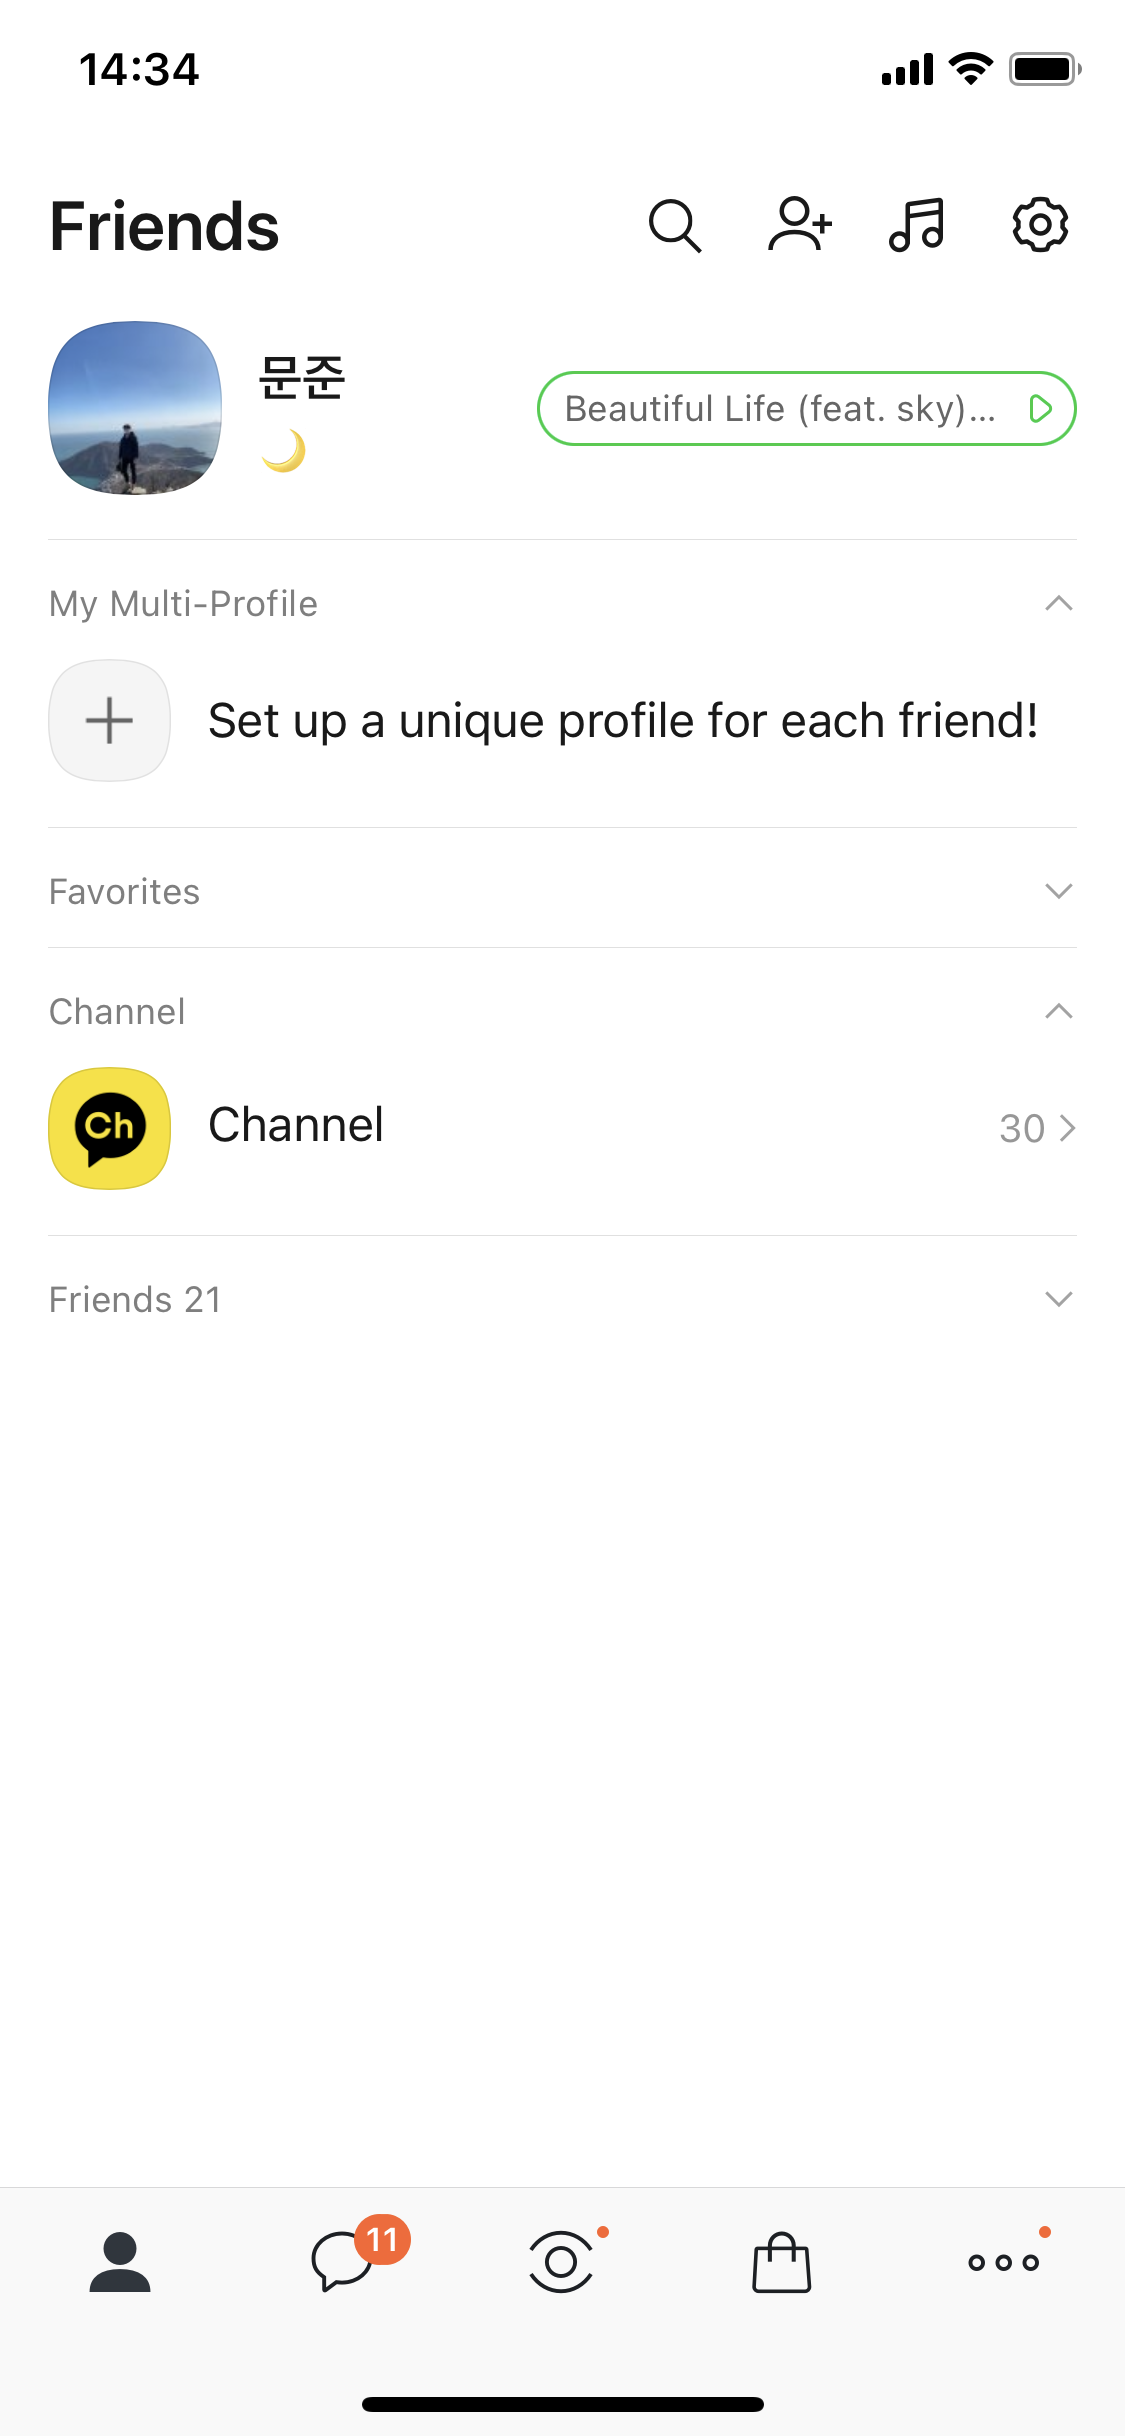 14:34
Friends
문준
🌙
Beautiful Life (feat. sky)...
My Multi-Profile
Set up a unique profile for each friend!
Favorites
Channel
Ch
Channel
30
Friends 21
11